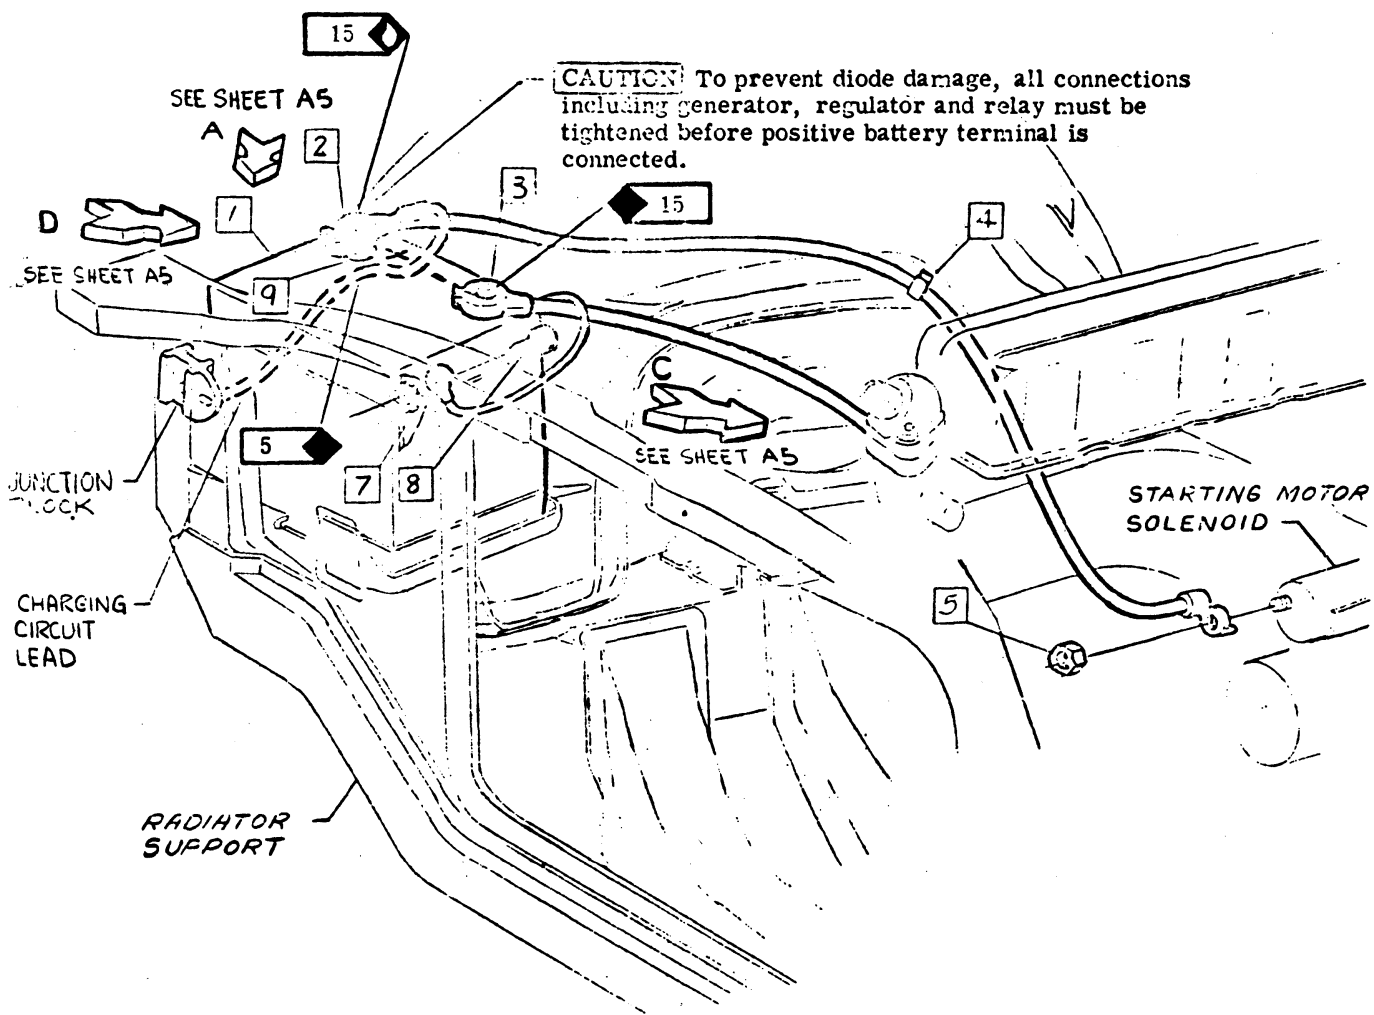 15
CAUTION To prevent diode damage, all connections
including generator, regulator and relay must be
tightened before positive battery terminal is
connected.
SEE SHEET A5
A
2
3
15
D
1
4
SEE SHEET A5
9
C
SEE SHEET A5
5
7
8
JUNCTION
STARTING MOTOR
SOLENOID
CHARGING
CIRCUIT
LEAD
5
RADIATOR
SUPPORT